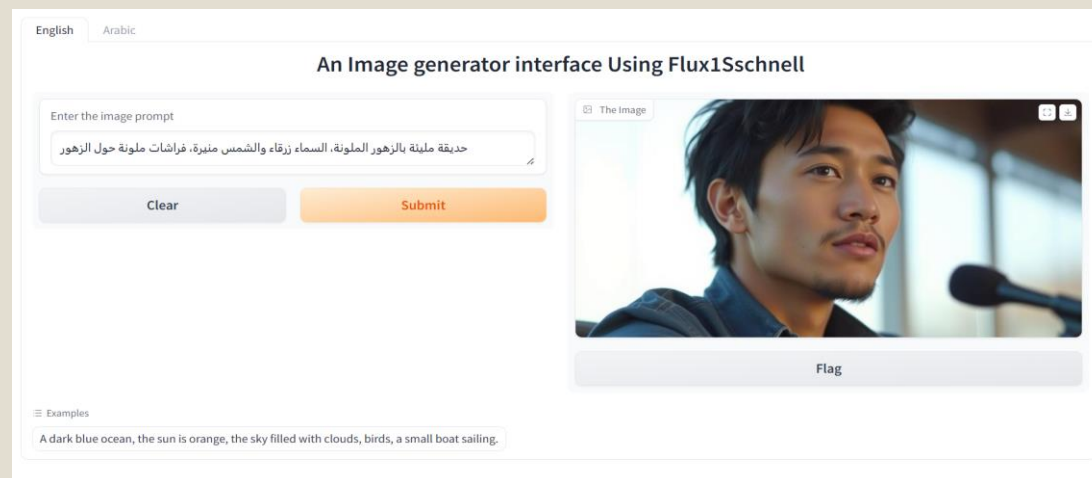 English
Arabic
An Image generator interface Using Flux1Sschnell
Enter the image prompt
حديقة مليئة بالزهور الملونة، السماء زرقاء والشمس منيرة، فراشات ملونة حول الزهور
Clear
Submit
The Image
Flag
Examples
A dark blue ocean, the sun is orange, the sky filled with clouds, birds, a small boat sailing.